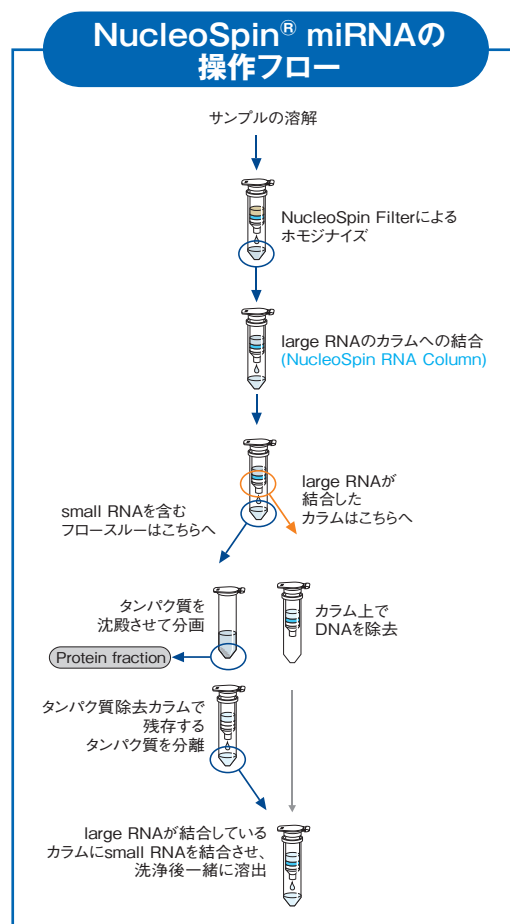 NucleoSpin® miRNAの
操作フロー
サンプルの溶解
NucleoSpin Filterによる
ホモジナイズ
large RNAのカラムへの結合
(NucleoSpin RNA Column)
large RNAが
結合した
カラムはこちらへ
small RNAを含む
フロースルーはこちらへ
タンパク質を
沈殿させて分画
カラム上で
DNAを除去
Protein fraction
タンパク質除去カラムで
残存する
タンパク質を分離
large RNAが結合している
カラムにsmall RNAを結合させ、
洗浄後一緒に溶出